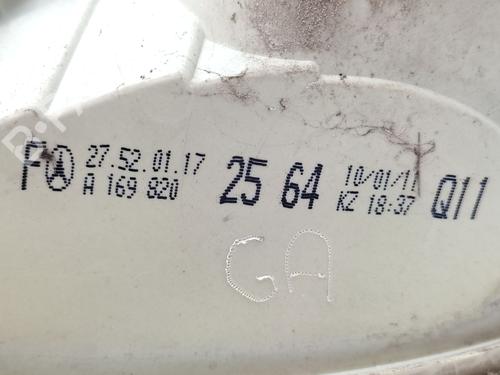 F 27.52.01.17 25 64 10/01/11 Q11
A 169 820 KZ 18:37
GA